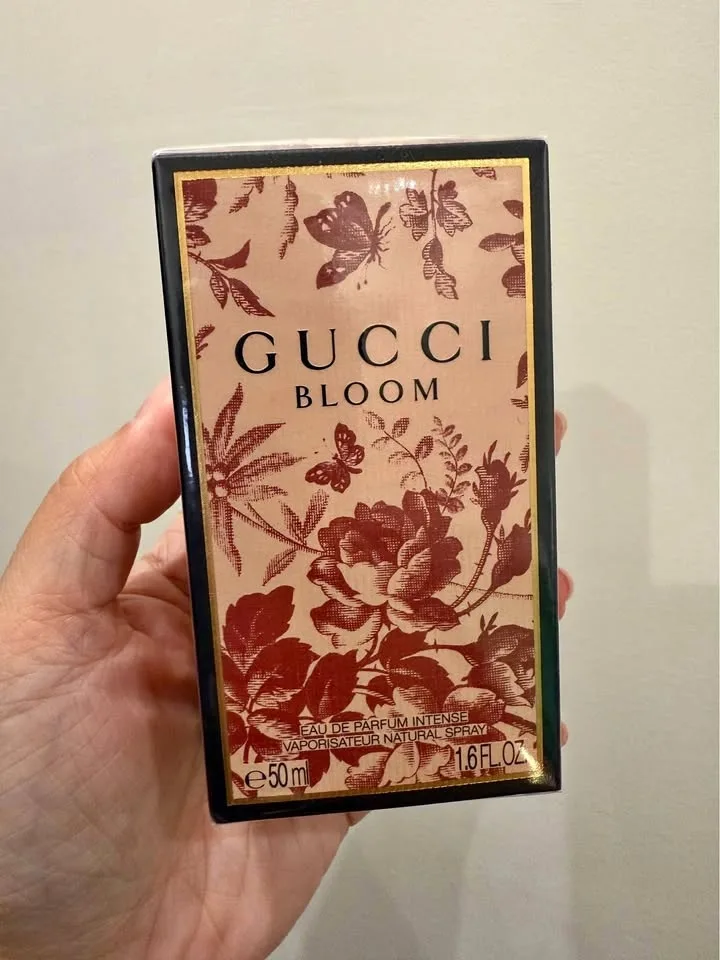 GUCCI
BLOOM
EAU DE PARFUM INTENSE
VAPORISATEUR NATURAL SPRAY
℮50 ml 1.6 FL.OZ